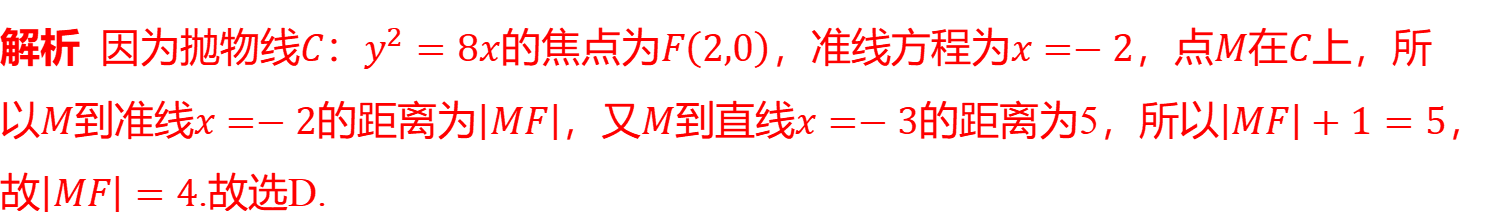 解析 因为抛物线C：y² = 8x的焦点为F(2,0)，准线方程为x =− 2，点M在C上，所
以M到准线x =− 2的距离为|MF|，又M到直线x =− 3的距离为5，所以|MF| + 1 = 5，
故|MF| = 4.故选D.